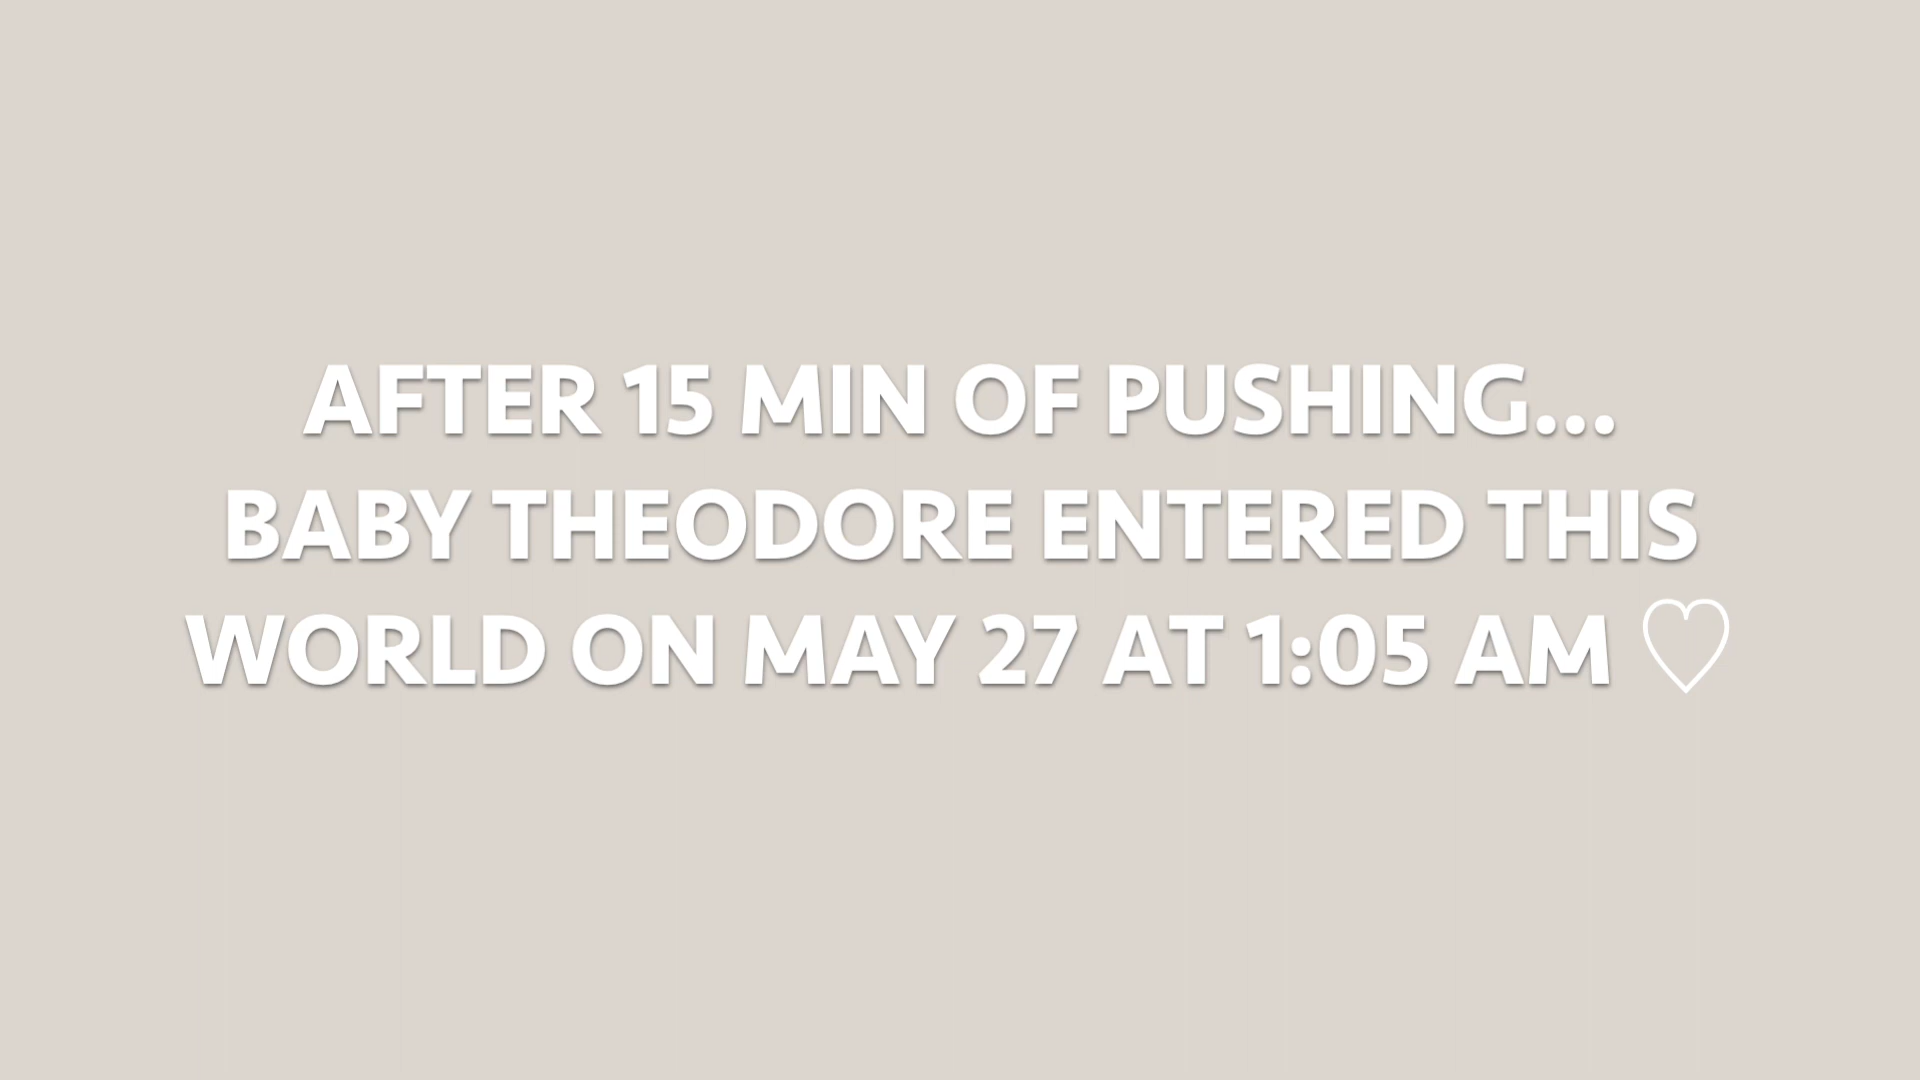 AFTER 15 MIN OF PUSHING...
BABY THEODORE ENTERED THIS
WORLD ON MAY 27 AT 1:05 AM ♡